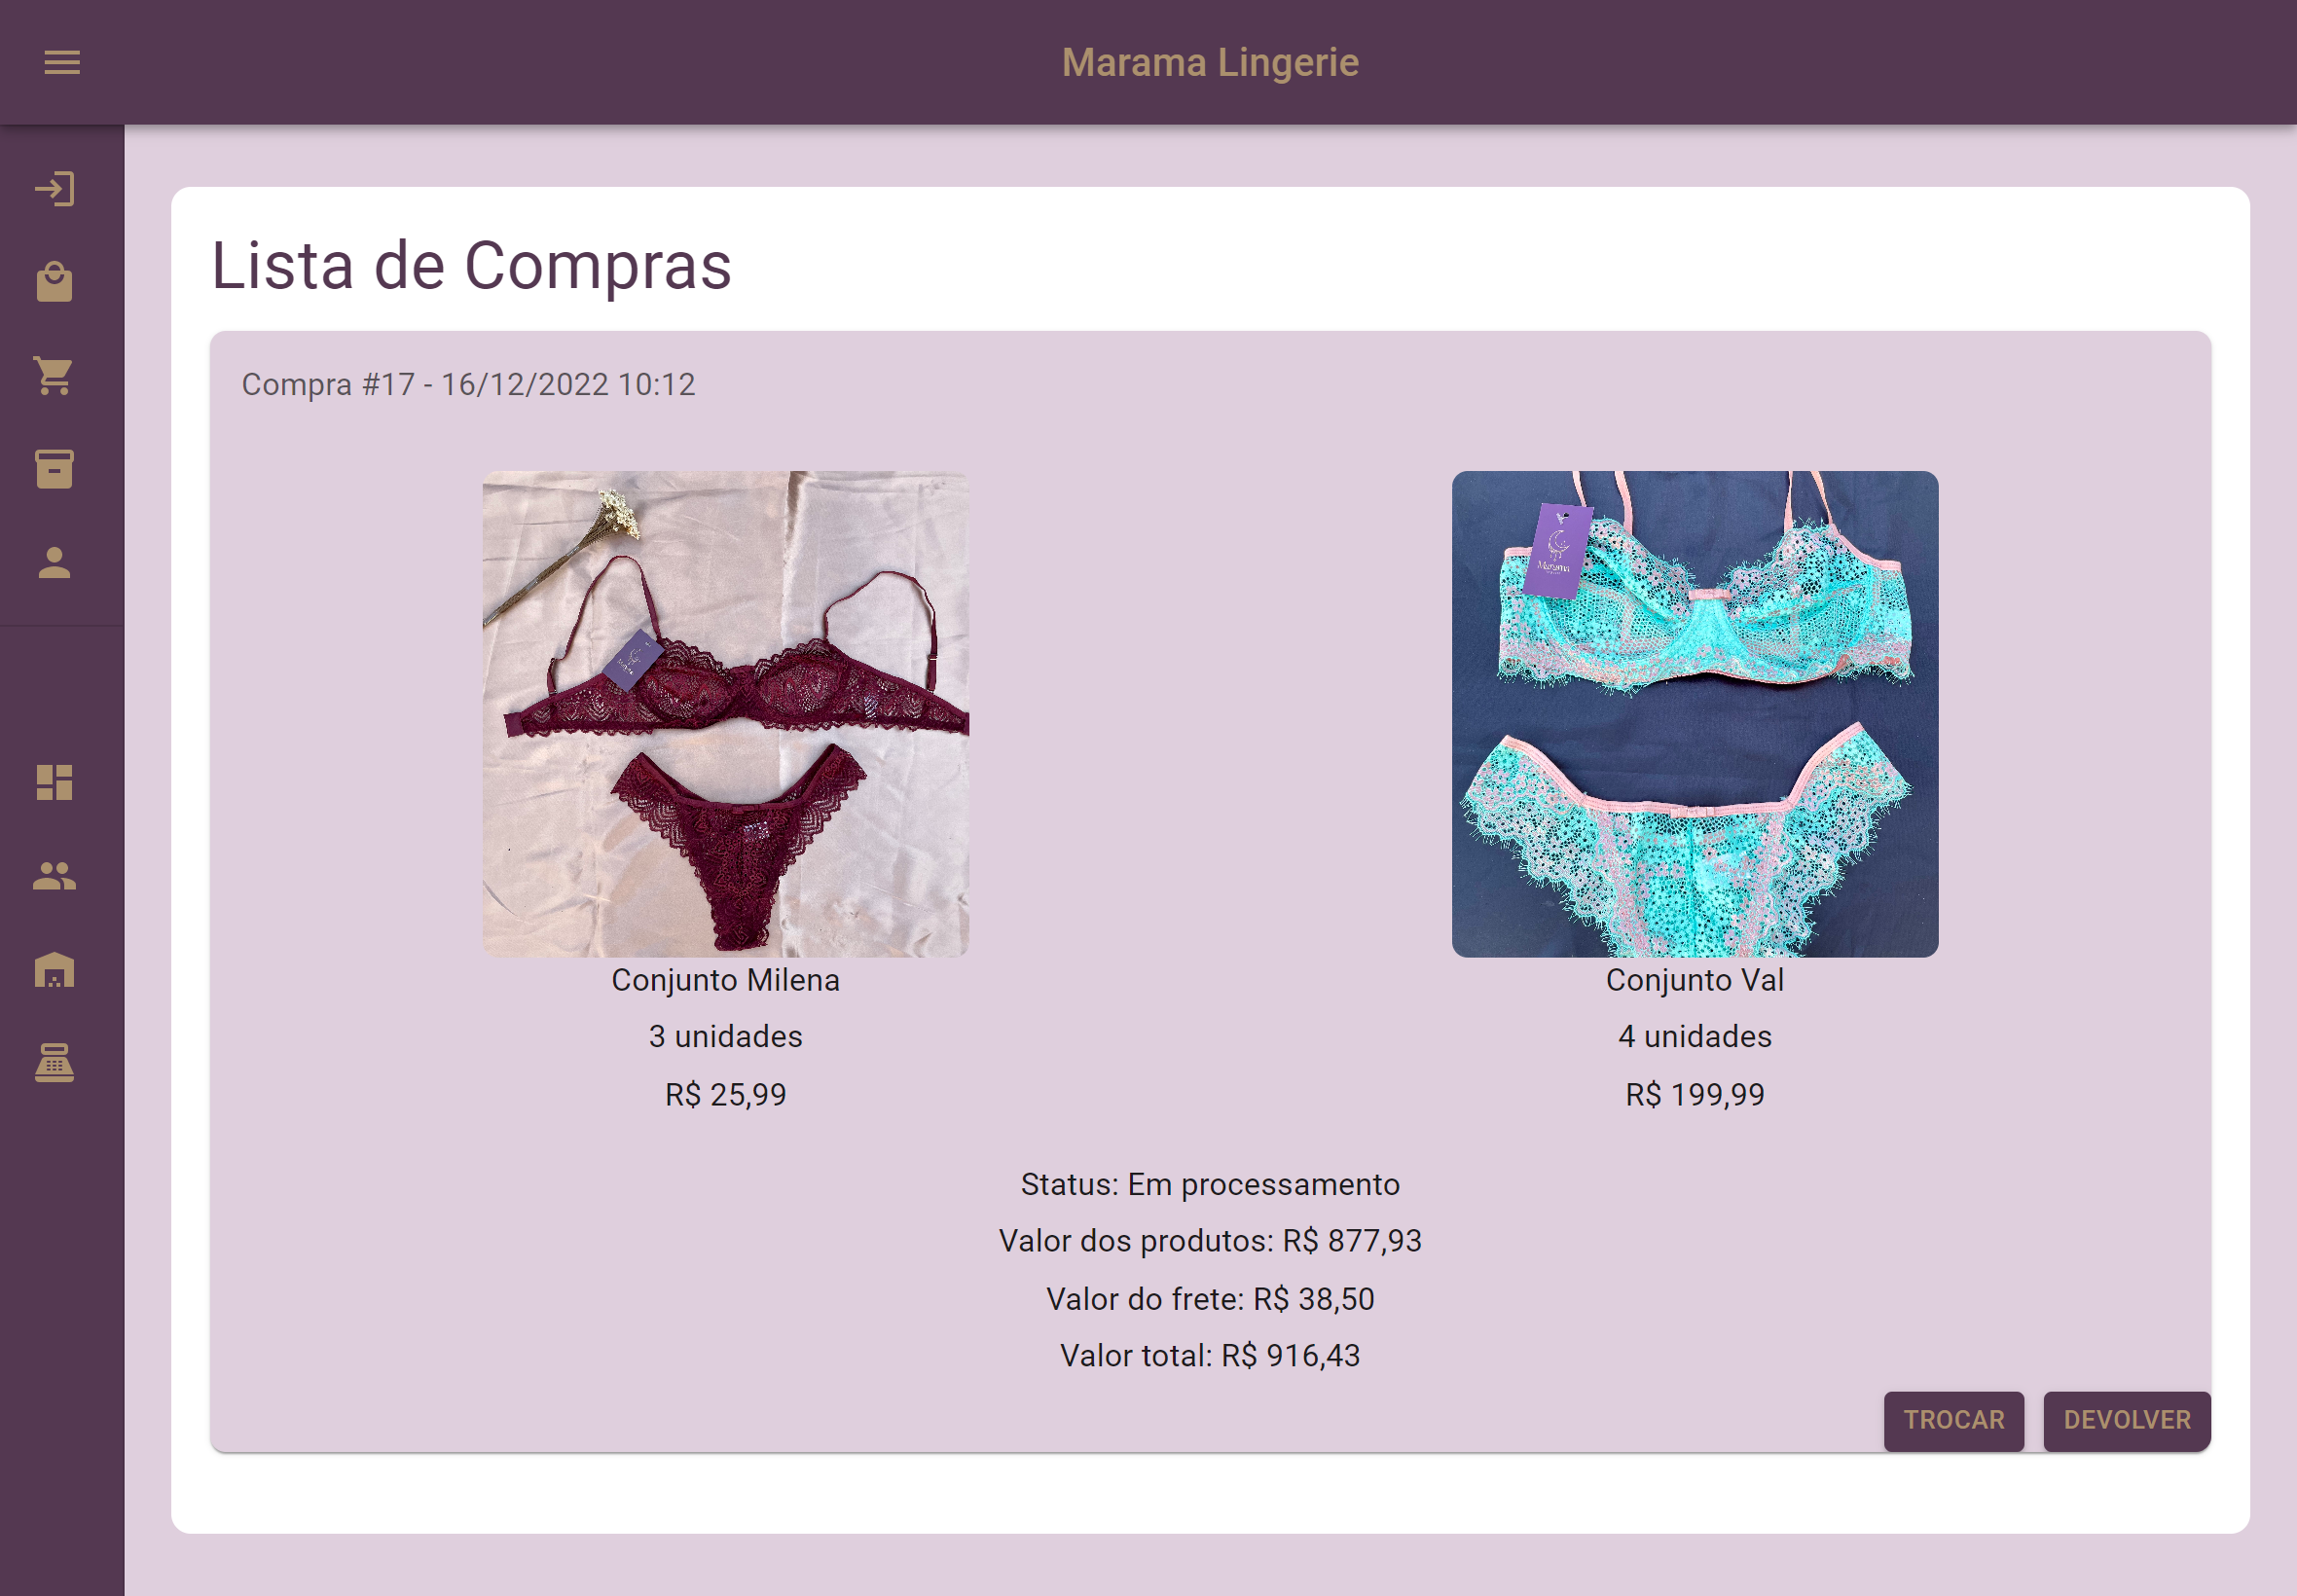 Marama Lingerie
Lista de Compras
Compra #17 - 16/12/2022 10:12
Marama
Conjunto Milena
3 unidades
R$ 25,99
Conjunto Val
4 unidades
R$ 199,99
Status: Em processamento
Valor dos produtos: R$ 877,93
Valor do frete: R$ 38,50
Valor total: R$ 916,43
TROCAR
DEVOLVER